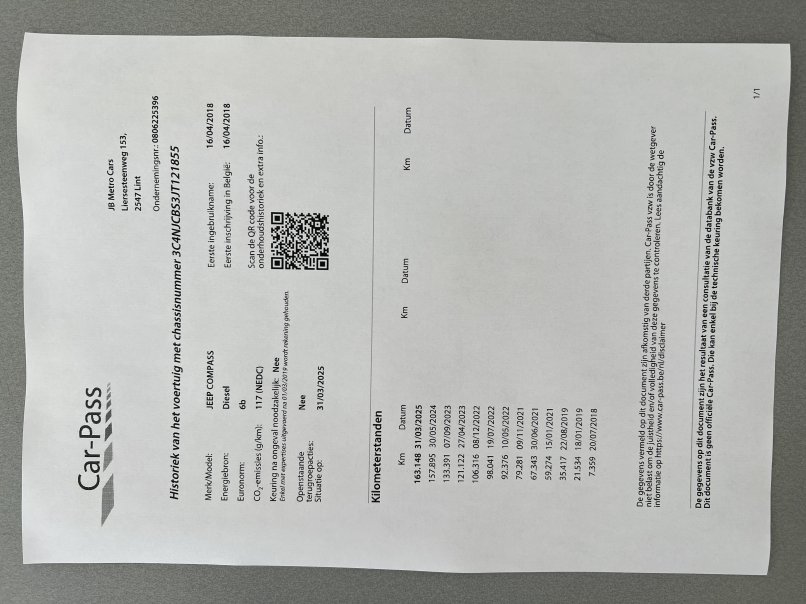 Car-Pass
JB Metro Cars
Liersesteenweg 153,
2547 Lint
Ondernemingsnr.: 0806225396
Historiek van het voertuig met chassisnummer 3C4NJCBS3JT121855
Merk/Model: JEEP COMPASS
Energiebron: Diesel
Euronorm: 6b
CO2-emissies (g/km): 117 (NEDC)
Keuring na ongeval noodzakelijk: Nee
Enkel met expertises uitgevoerd na 01/03/2019 wordt rekening gehouden.
Openstaande Nee
terugroepacties:
Situatie op: 31/03/2025
Eerste ingebruikname: 16/04/2018
Eerste inschrijving in België: 16/04/2018
Scan de QR code voor de
onderhoudshistoriek en extra info.:
Kilometerstanden
Km Datum Km Datum Km Datum
163.148 31/03/2025
157.895 30/05/2024
133.391 07/09/2023
121.122 27/04/2023
106.316 08/12/2022
98.041 19/07/2022
92.376 10/05/2022
79.281 09/11/2021
67.343 30/06/2021
59.274 15/01/2021
35.417 22/08/2019
21.534 18/01/2019
7.359 20/07/2018
De gegevens vermeld op dit document zijn afkomstig van derde partijen. Car-Pass vzw is door de wetgever
niet belast om de juistheid en/of volledigheid van deze gegevens te controleren. Lees aandachtig de
informatie op https://www.car-pass.be/nl/disclaimer
De gegevens op dit document zijn het resultaat van een consultatie van de databank van de vzw Car-Pass.
Dit document is geen officiële Car-Pass. Die kan enkel bij de technische keuring bekomen worden.
1/1